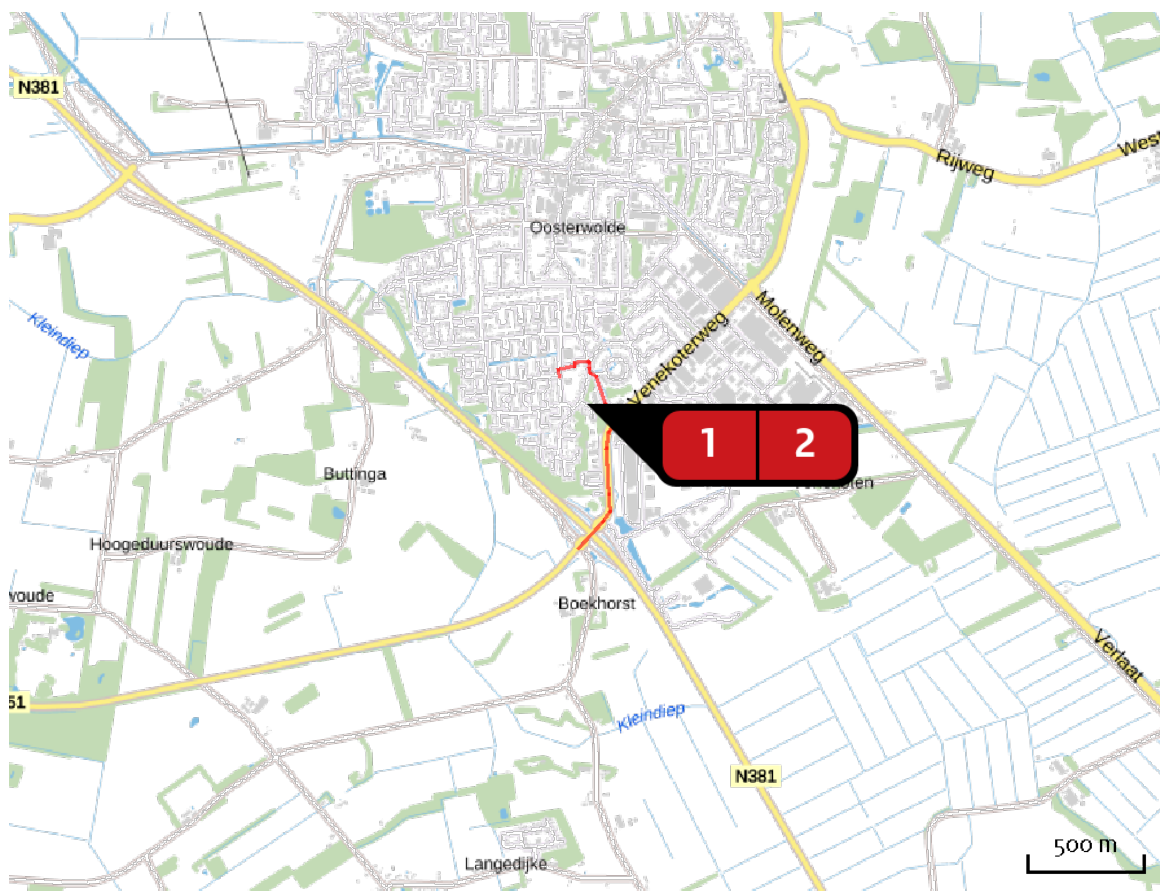 N381
Rijweg
West
Oosterwolde
Kleindiep
Molenweg
Venekoterweg
1 2
Buttinga
Hoogeduurswoude
woude
Boekhorst
Verlaat
51
Kleindiep
N381
500 m
Langedijke